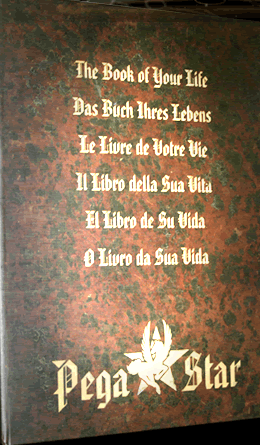 The Book of Your Life
Das Buch Ihres Lebens
Le Livre de Votre Vie
Il Libro della Sua Vita
El Libro de Su Vida
O Livro da Sua Vida
Pega Star